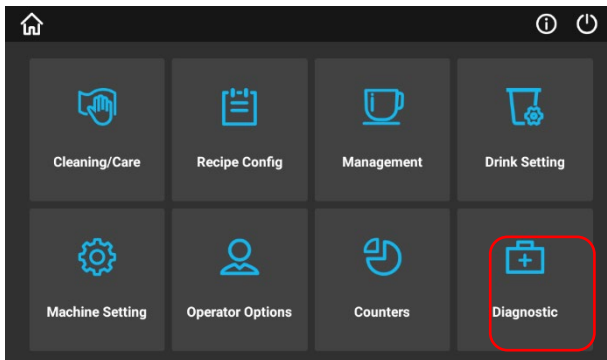 Cleaning/Care
Recipe Config
Management
Drink Setting
Machine Setting
Operator Options
Counters
Diagnostic